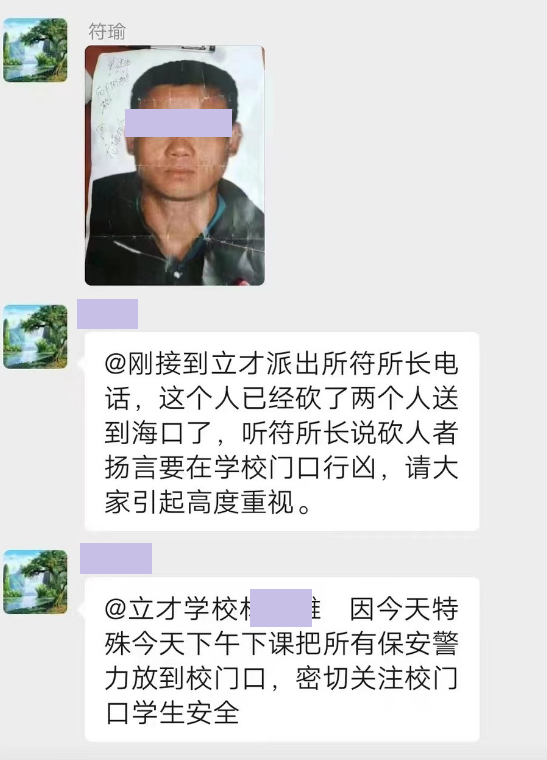 符瑜
@刚接到立才派出所符所长电
话，这个人已经砍了两个人送
到海口了，听符所长说砍人者
扬言要在学校门口行凶，请大
家引起高度重视。
@立才学校 因今天特
殊今天下午下课把所有保安警
力放到校门口，密切关注校门
口学生安全